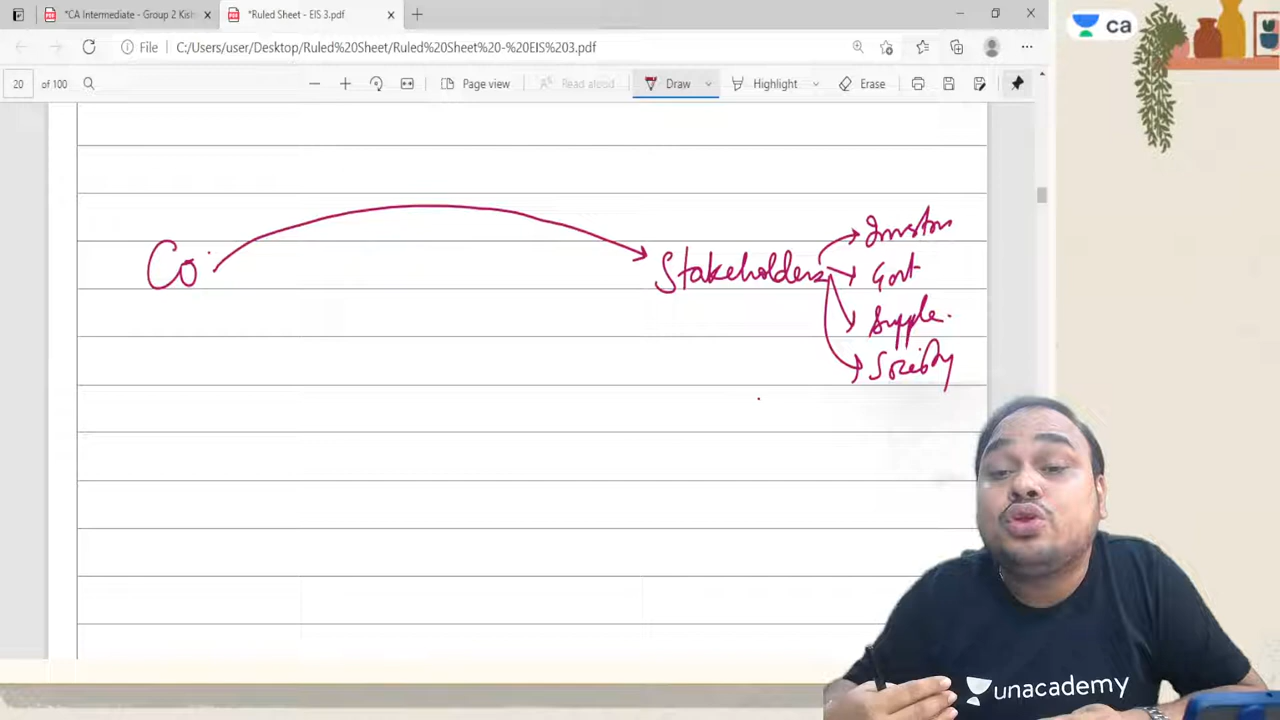 *CA Intermediate - Group 2 Kish
*Ruled Sheet - EIS 3.pdf
File
C:/Users/user/Desktop/Ruled%20Sheet/Ruled%20Sheet%20-%20EIS%203.pdf
20 of 100
Page view
Read aloud
Draw
Highlight
Erase
ca
Co.
Stakeholders
Investors
Govt
Supple.
Society
unacademy